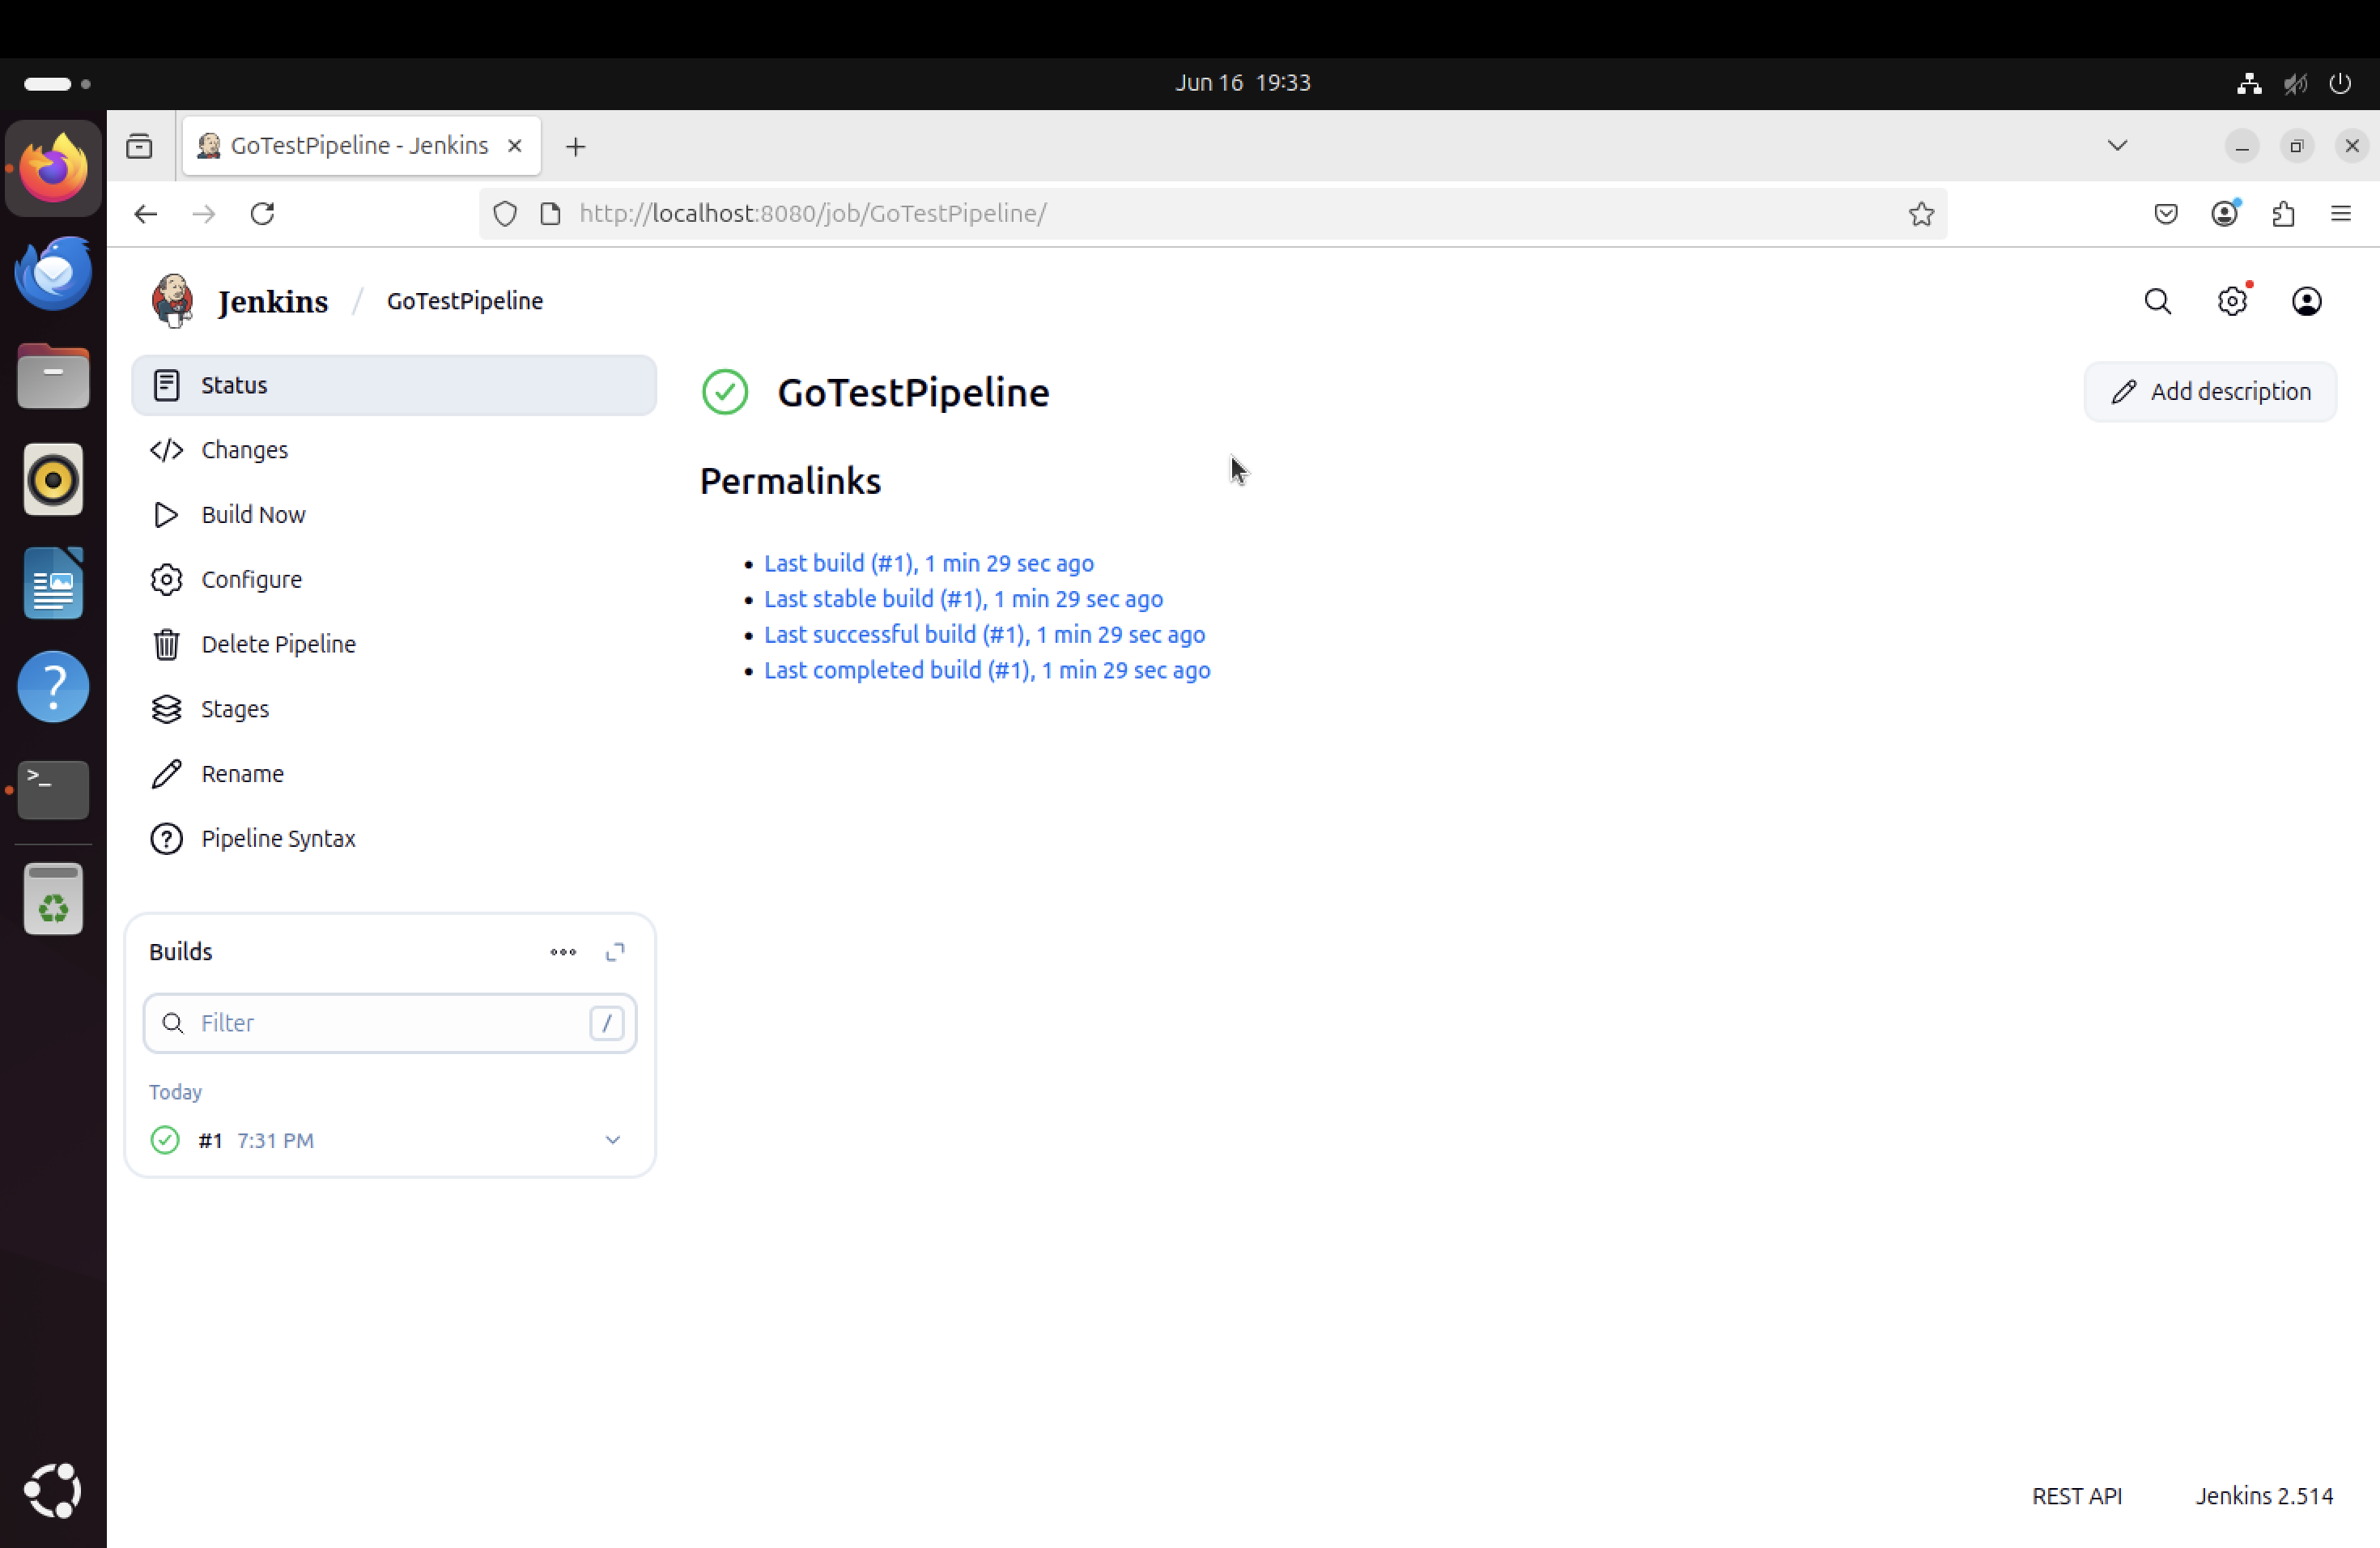 Jun 16 19:33
GoTestPipeline - Jenkins
http://localhost:8080/job/GoTestPipeline/
Jenkins / GoTestPipeline
Status
Changes
Build Now
Configure
Delete Pipeline
Stages
Rename
Pipeline Syntax
Builds
Filter /
Today
#1 7:31 PM
GoTestPipeline
Add description
Permalinks
Last build (#1), 1 min 29 sec ago
Last stable build (#1), 1 min 29 sec ago
Last successful build (#1), 1 min 29 sec ago
Last completed build (#1), 1 min 29 sec ago
REST API
Jenkins 2.514